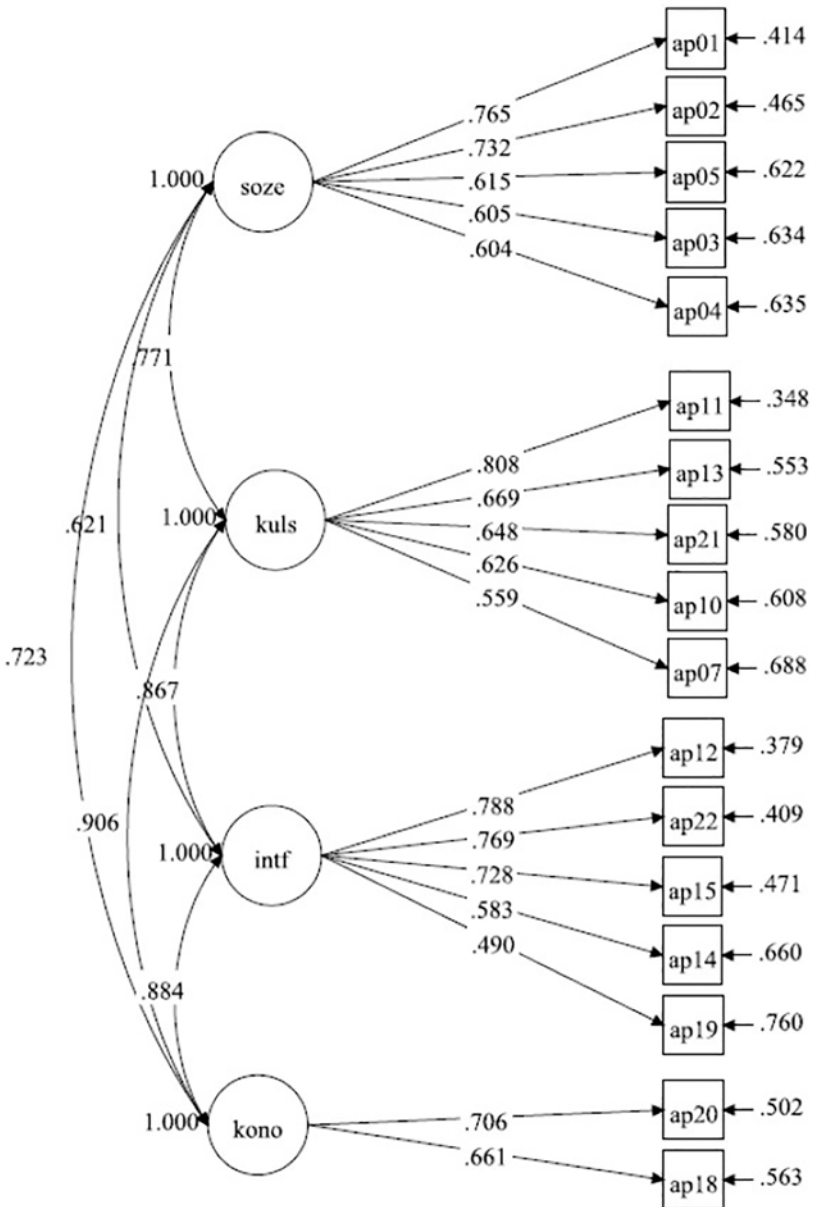 ap01 .414
.765
ap02 .465
.732
1.000 soze
.615
ap05 .622
.605
ap03 .634
.604
ap04 .635
.771
ap11 .348
.808
ap13 .553
.669
1.000 kuls
.621
.648
ap21 .580
.626
ap10 .608
.559
.723
ap07 .688
.867
ap12 .379
.788
ap22 .409
.906
.769
1.000 intf
.728
ap15 .471
.583
ap14 .660
.490
.884
ap19 .760
ap20 .502
1.000 kono
.706
.661
ap18 .563